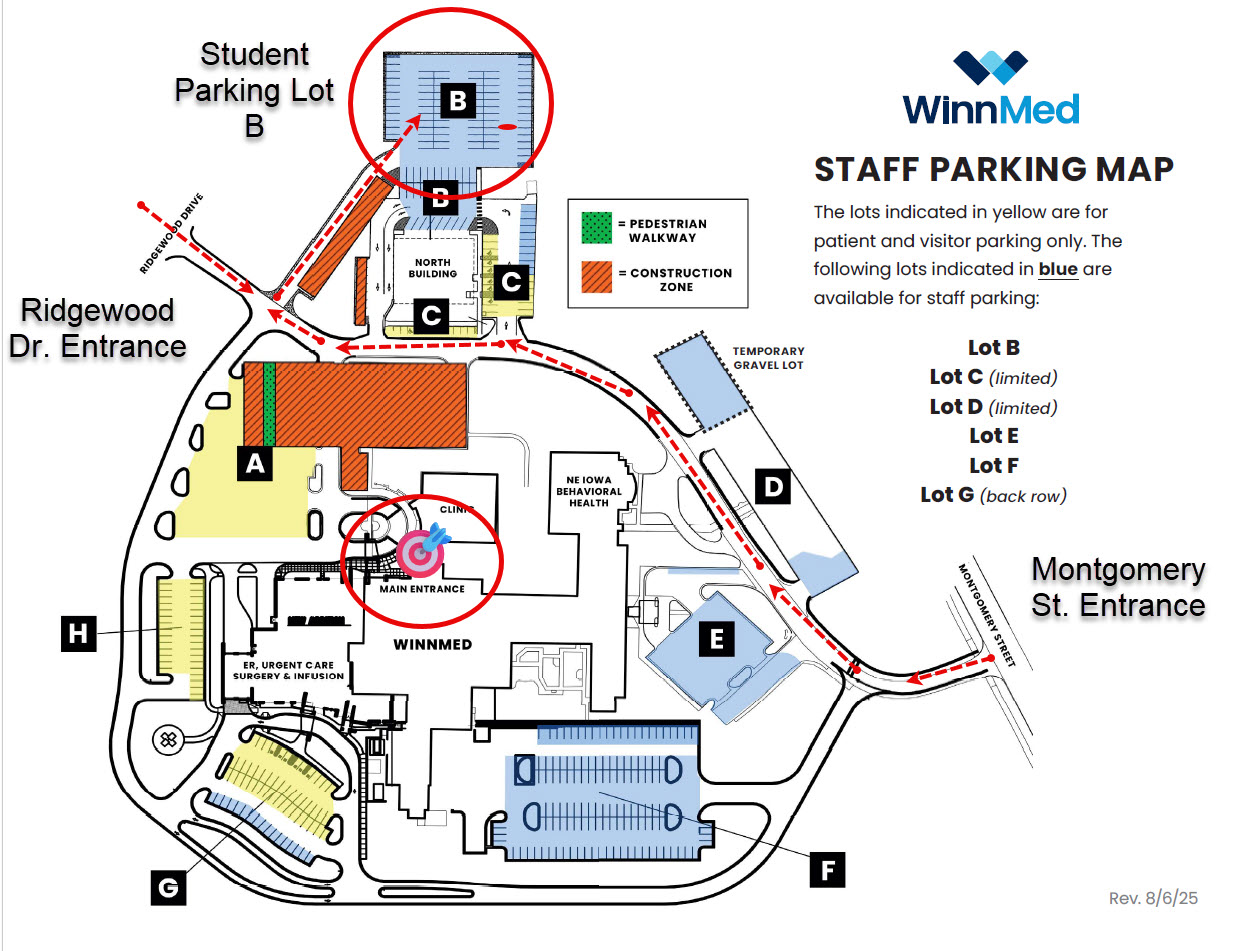 Student
Parking Lot
B
B
B
WinnMed
STAFF PARKING MAP
The lots indicated in yellow are for
patient and visitor parking only. The
following lots indicated in blue are
available for staff parking:
Lot B
Lot C (limited)
Lot D (limited)
Lot E
Lot F
Lot G (back row)
= PEDESTRIAN
WALKWAY
= CONSTRUCTION
ZONE
RIDGEWOOD DRIVE
NORTH
BUILDING
C
C
Ridgewood
Dr. Entrance
TEMPORARY
GRAVEL LOT
A
D
NE IOWA
BEHAVIORAL
HEALTH
CLINIC
MAIN ENTRANCE
Montgomery
St. Entrance
MONTGOMERY STREET
H
E
WINNMED
ER, URGENT CARE
SURGERY & INFUSION
G
F
Rev. 8/6/25